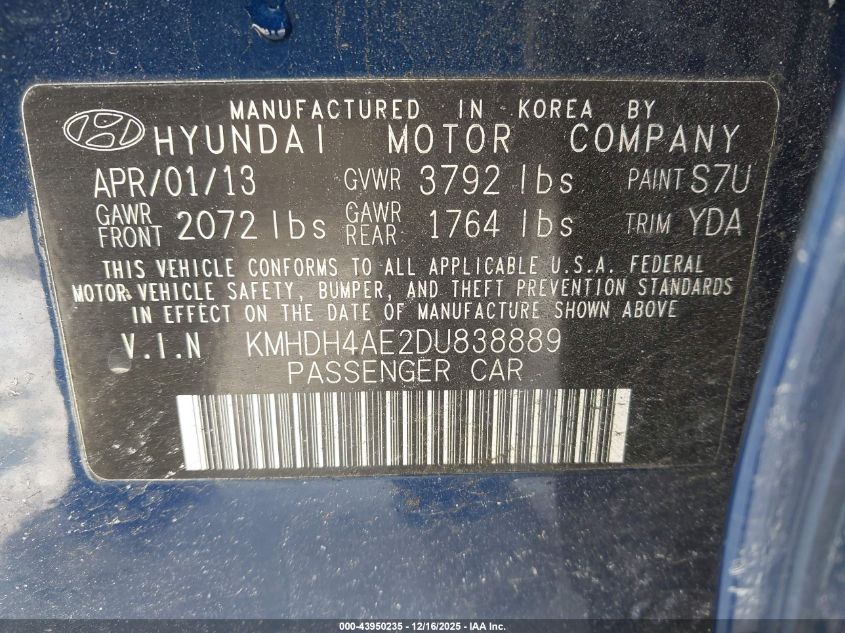 MANUFACTURED IN KOREA BY
HYUNDAI MOTOR COMPANY
APR/01/13 GVWR 3792 lbs PAINT S7U
GAWR FRONT 2072 lbs GAWR REAR 1764 lbs TRIM YDA
THIS VEHICLE CONFORMS TO ALL APPLICABLE U.S.A. FEDERAL
MOTOR VEHICLE SAFETY, BUMPER, AND THEFT PREVENTION STANDARDS
IN EFFECT ON THE DATE OF MANUFACTURE SHOWN ABOVE
V.I.N KMHDH4AE2DU838889
PASSENGER CAR
000-43950235 - 12/16/2025 - IAA Inc.